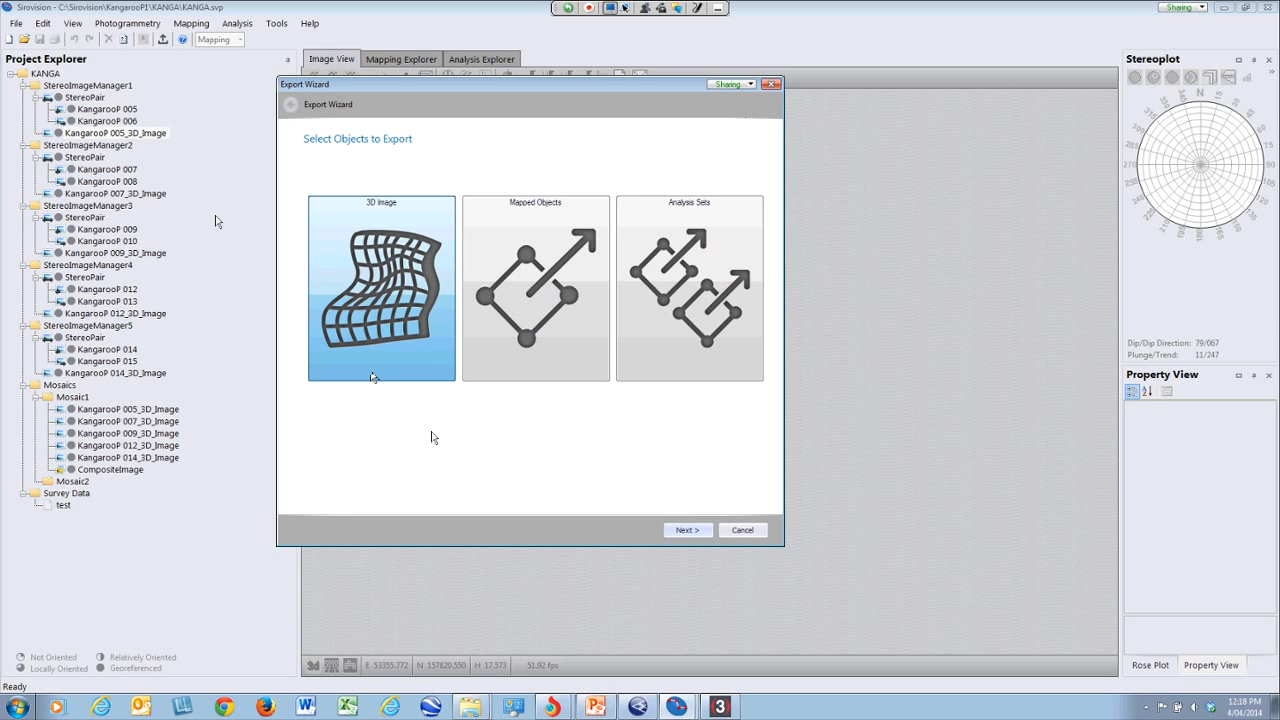 Sirovision - C:\Sirovision\KangarooP1\KANGA\KANGA.svp
Sharing
File Edit View Photogrammetry Mapping Analysis Tools Help
Mapping
Project Explorer
KANGA
StereoImageManager1
StereoPair
KangarooP 005
KangarooP 006
KangarooP 005_3D_Image
StereoImageManager2
StereoPair
KangarooP 007
KangarooP 008
KangarooP 007_3D_Image
StereoImageManager3
StereoPair
KangarooP 009
KangarooP 010
KangarooP 009_3D_Image
StereoImageManager4
StereoPair
KangarooP 012
KangarooP 013
KangarooP 012_3D_Image
StereoImageManager5
StereoPair
KangarooP 014
KangarooP 015
KangarooP 014_3D_Image
Mosaics
Mosaic1
KangarooP 005_3D_Image
KangarooP 007_3D_Image
KangarooP 009_3D_Image
KangarooP 012_3D_Image
KangarooP 014_3D_Image
CompositeImage
Mosaic2
Survey Data
test
Not Oriented Relatively Oriented
Locally Oriented Georeferenced
Image View Mapping Explorer Analysis Explorer
Export Wizard
Sharing
Export Wizard
Select Objects to Export
3D Image Mapped Objects Analysis Sets
Next > Cancel
E 53355.772 N 157820.550 H 17.573 51.92 fps
Stereoplot
N
Dip/Dip Direction: 79/067
Plunge/Trend: 11/247
Property View
Rose Plot Property View
Ready
12:18 PM
4/04/2014